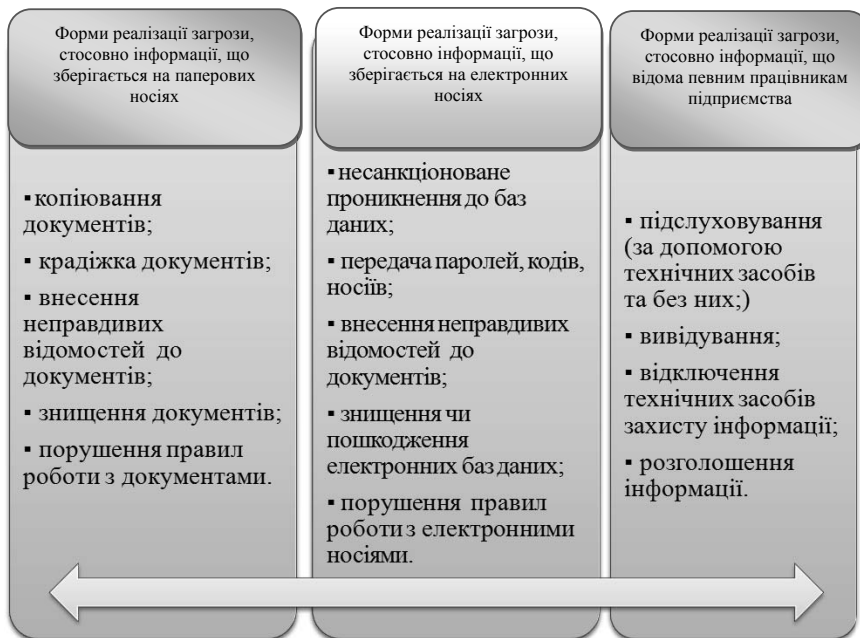 Форми реалізації загрози,
стосовно інформації, що
зберігається на паперових
носіях
▪ копіювання
документів;
▪ крадіжка документів;
▪ внесення
неправдивих
відомостей до
документів;
▪ знищення документів;
▪ порушення правил
роботи з документами.
Форми реалізації загрози,
стосовно інформації, що
зберігається на електронних
носіях
▪ несанкціоноване
проникнення до баз
даних;
▪ передача паролей, кодів,
носіїв;
▪ внесення неправдивих
відомостей до
документів;
▪ знищення чи
пошкодження
електронних баз даних;
▪ порушення правил
роботи з електронними
носіями.
Форми реалізації загрози,
стосовно інформації, що
відома певним працівникам
підприємства
▪ підслуховування
(за допомогою
технічних засобів
та без них;)
▪ вивідування;
▪ відключення
технічних засобів
захисту інформації;
▪ розголошення
інформації.